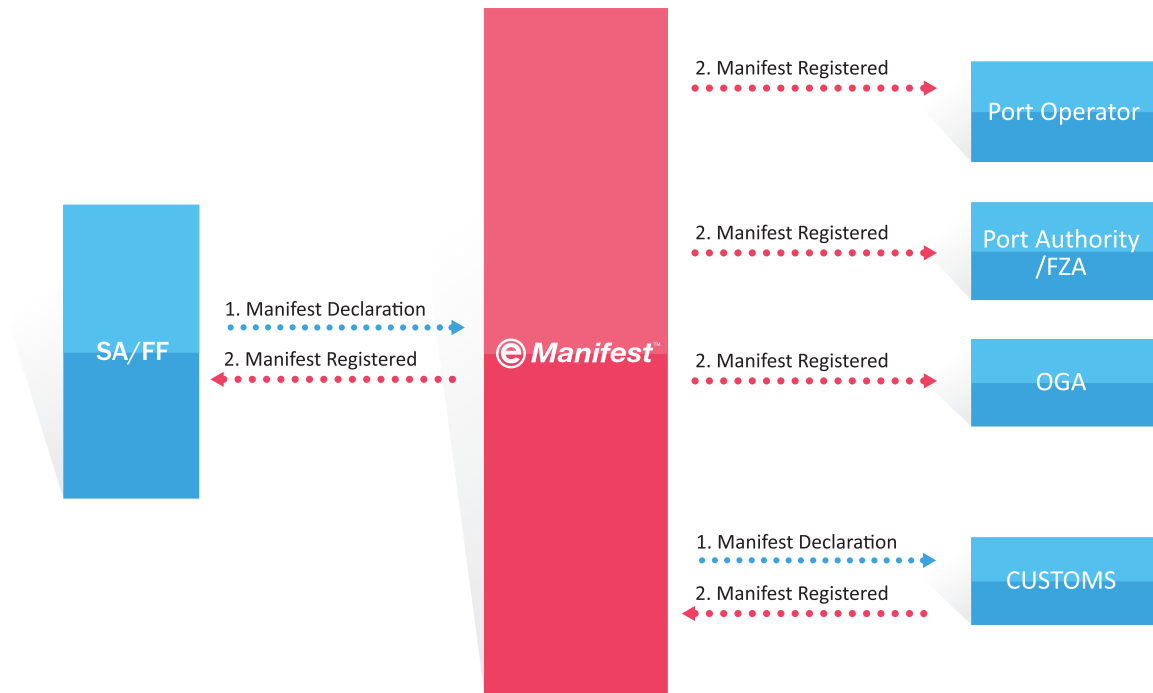 2. Manifest Registered
Port Operator
2. Manifest Registered
Port Authority
/FZA
1. Manifest Declaration
SA/FF
2. Manifest Registered
e Manifest™
2. Manifest Registered
OGA
1. Manifest Declaration
CUSTOMS
2. Manifest Registered